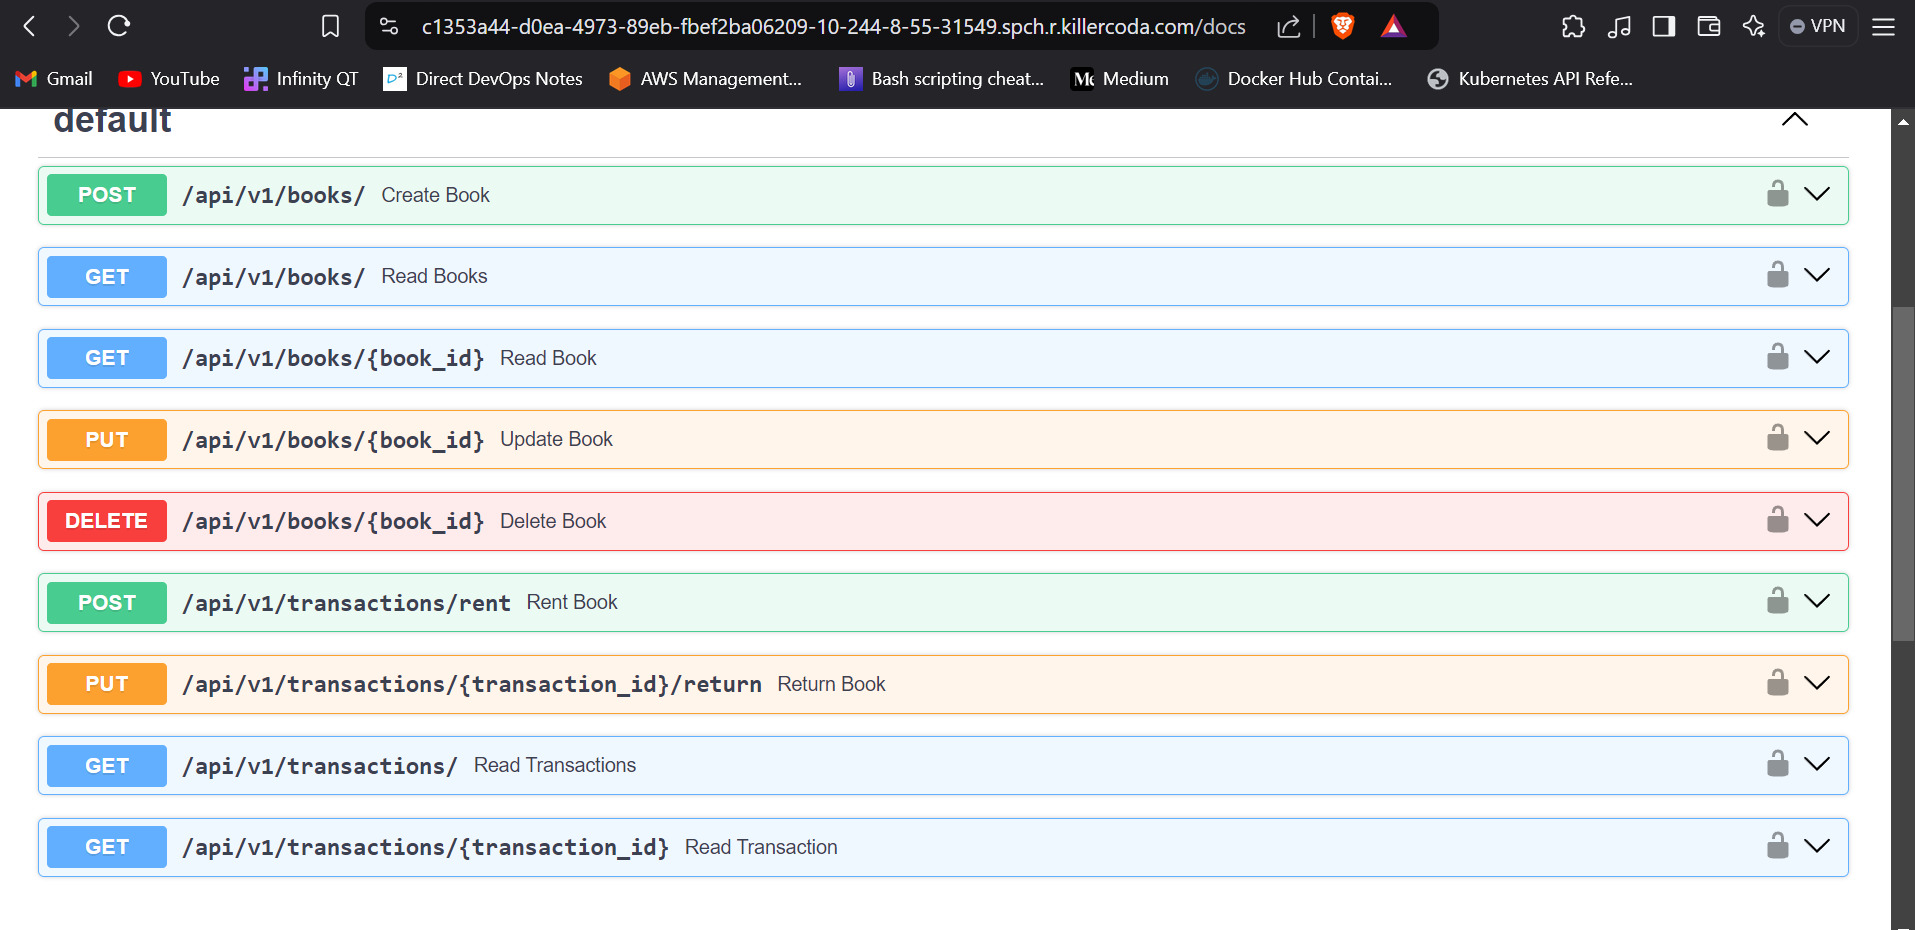 c1353a44-d0ea-4973-89eb-fbef2ba06209-10-244-8-55-31549.spch.r.killercoda.com/docs VPN
Gmail YouTube Infinity QT Direct DevOps Notes AWS Management... Bash scripting cheat... Medium Docker Hub Contai... Kubernetes API Refe...
default
POST /api/v1/books/ Create Book
GET /api/v1/books/ Read Books
GET /api/v1/books/{book_id} Read Book
PUT /api/v1/books/{book_id} Update Book
DELETE /api/v1/books/{book_id} Delete Book
POST /api/v1/transactions/rent Rent Book
PUT /api/v1/transactions/{transaction_id}/return Return Book
GET /api/v1/transactions/ Read Transactions
GET /api/v1/transactions/{transaction_id} Read Transaction